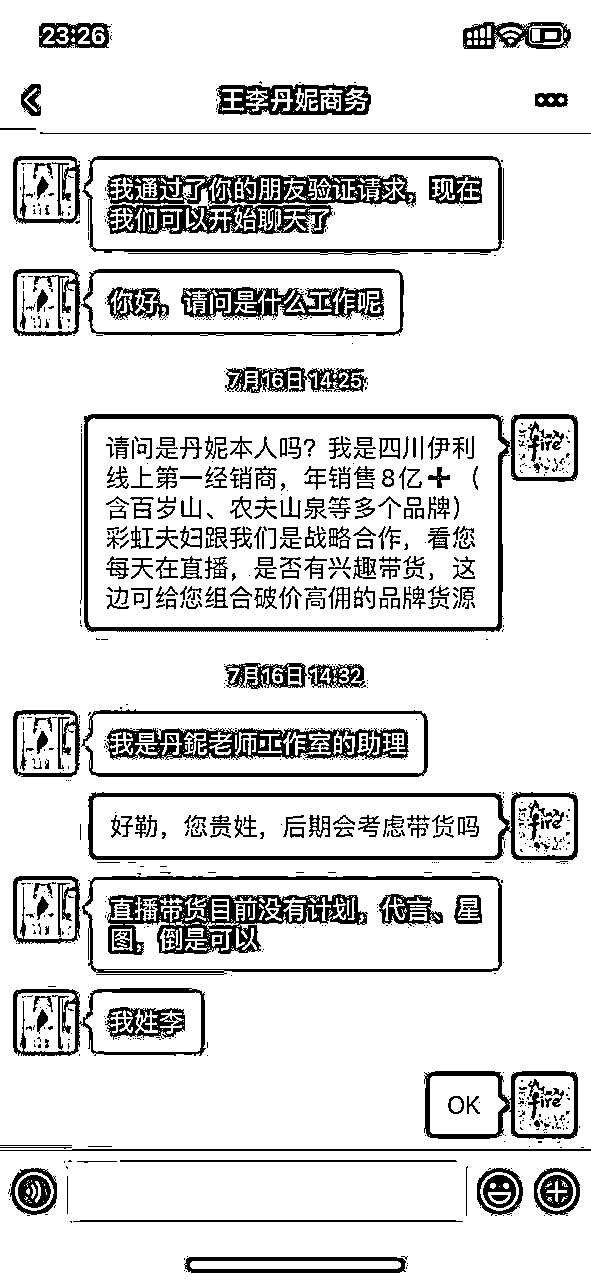 23:26
王李丹妮商务
我通过了你的朋友验证请求，现在
我们可以开始聊天了
你好，请问是什么工作呢
7月16日 14:25
请问是丹妮本人吗？我是四川伊利
线上第一经销商，年销售8亿➕（
含百岁山、农夫山泉等多个品牌）
彩虹夫妇跟我们是战略合作，看您
每天在直播，是否有兴趣带货，这
边可给您组合破价高佣的品牌货源
7月16日 14:32
我是丹鈮老师工作室的助理
好勒，您贵姓，后期会考虑带货吗
直播带货目前没有计划，代言、星
图，倒是可以
我姓李
OK
fire